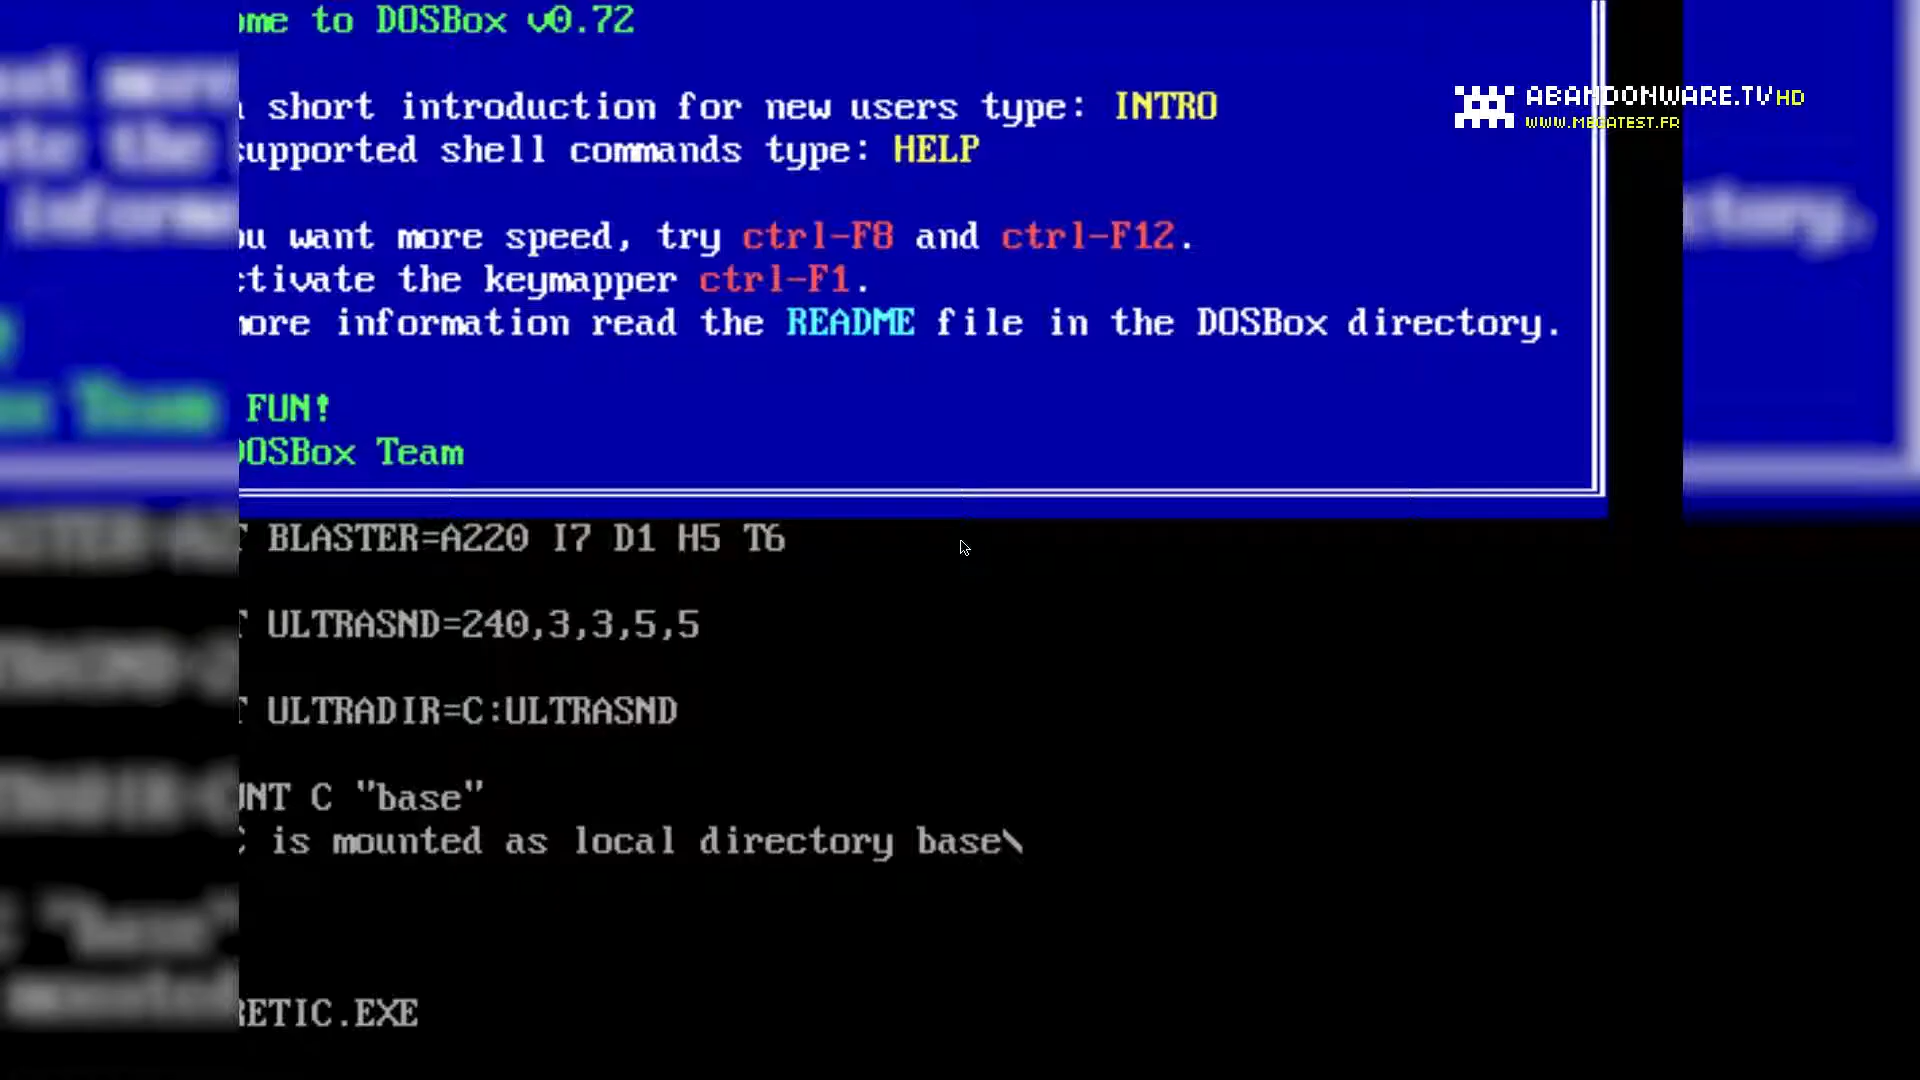 ome to DOSBox v0.72
short introduction for new users type: INTRO
supported shell commands type: HELP
ou want more speed, try ctrl-F8 and ctrl-F12.
ctivate the keymapper ctrl-F1.
more information read the README file in the DOSBox directory.
FUN!
DOSBox Team
T BLASTER=A220 I7 D1 H5 T6
T ULTRASND=240,3,3,5,5
T ULTRADIR=C:ULTRASND
UNT C "base"
C is mounted as local directory base\
RETIC.EXE
ABANDONWARE.TV HD
WWW.MEGATEST.FR